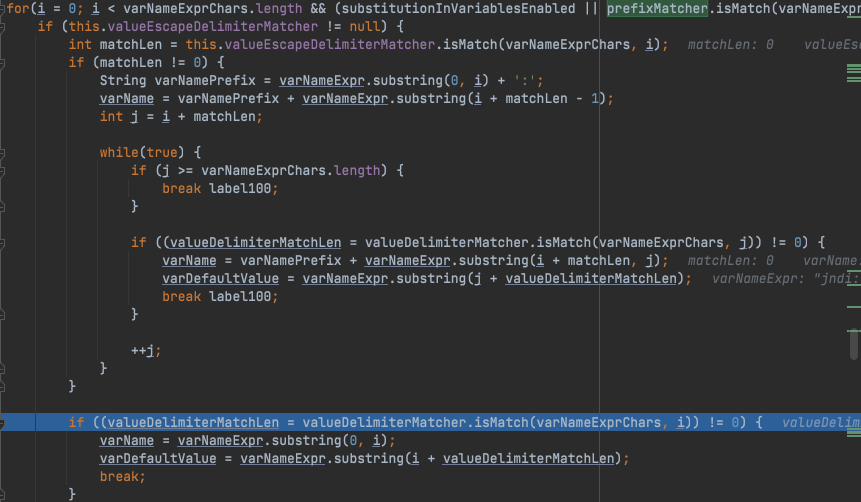 for(i = 0; i < varNameExprChars.length && (substitutionInVariablesEnabled || prefixMatcher.isMatch(varNameExpr
if (this.valueEscapeDelimiterMatcher != null) {
int matchLen = this.valueEscapeDelimiterMatcher.isMatch(varNameExprChars, i); matchLen: 0 valueEsc
if (matchLen != 0) {
String varNamePrefix = varNameExpr.substring(0, i) + ':';
varName = varNamePrefix + varNameExpr.substring(i + matchLen - 1);
int j = i + matchLen;
while(true) {
if (j >= varNameExprChars.length) {
break label100;
}
if ((valueDelimiterMatchLen = valueDelimiterMatcher.isMatch(varNameExprChars, j)) != 0) {
varName = varNamePrefix + varNameExpr.substring(i + matchLen, j); matchLen: 0 varName:
varDefaultValue = varNameExpr.substring(j + valueDelimiterMatchLen); varNameExpr: "jndi:
break label100;
}
++j;
}
}
if ((valueDelimiterMatchLen = valueDelimiterMatcher.isMatch(varNameExprChars, i)) != 0) { valueDelim
varName = varNameExpr.substring(0, i);
varDefaultValue = varNameExpr.substring(i + valueDelimiterMatchLen);
break;
}